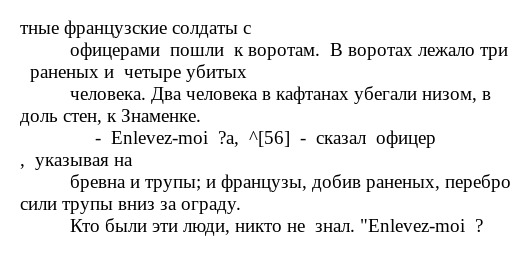 тные французские солдаты с
офицерами пошли к воротам. В воротах лежало три
раненых и четыре убитых
человека. Два человека в кафтанах убегали низом, в
доль стен, к Знаменке.
- Enlevez-moi ?a, ^[56] - сказал офицер
, указывая на
бревна и трупы; и французы, добив раненых, перебро
сили трупы вниз за ограду.
Кто были эти люди, никто не знал. "Enlevez-moi ?